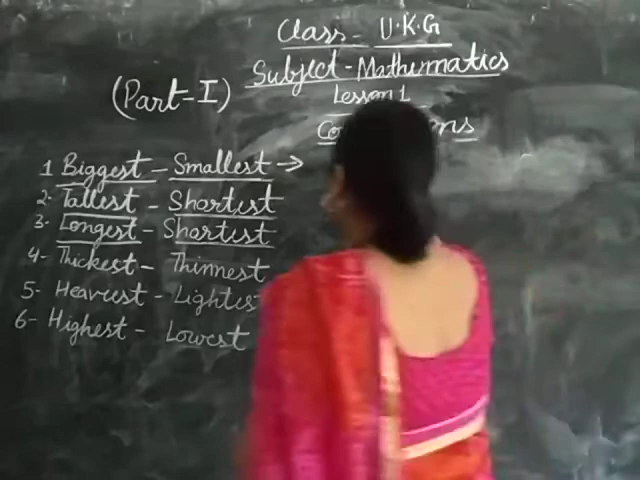 Class - U.K.G
Subject - Mathematics
(Part-I)
Lesson 1
1 Biggest - Smallest →
2- Tallest - Shortest
3- Longest - Shortest
4- Thickest - Thinnest
5- Heaviest -
6- Highest - Lowest